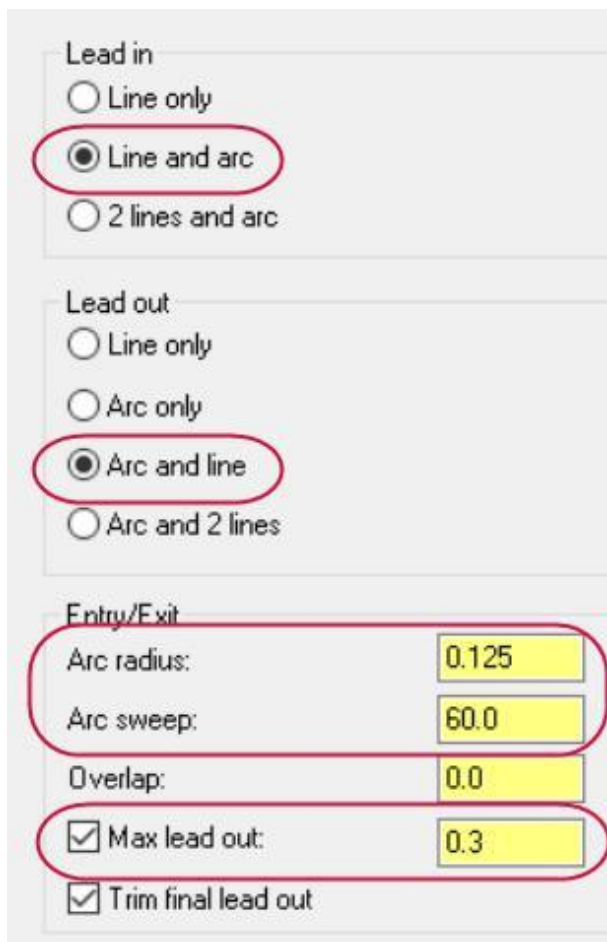 Lead in
Line only
Line and arc
2 lines and arc
Lead out
Line only
Arc only
Arc and line
Arc and 2 lines
Entry/Exit
Arc radius: 0.125
Arc sweep: 60.0
Overlap: 0.0
Max lead out: 0.3
Trim final lead out